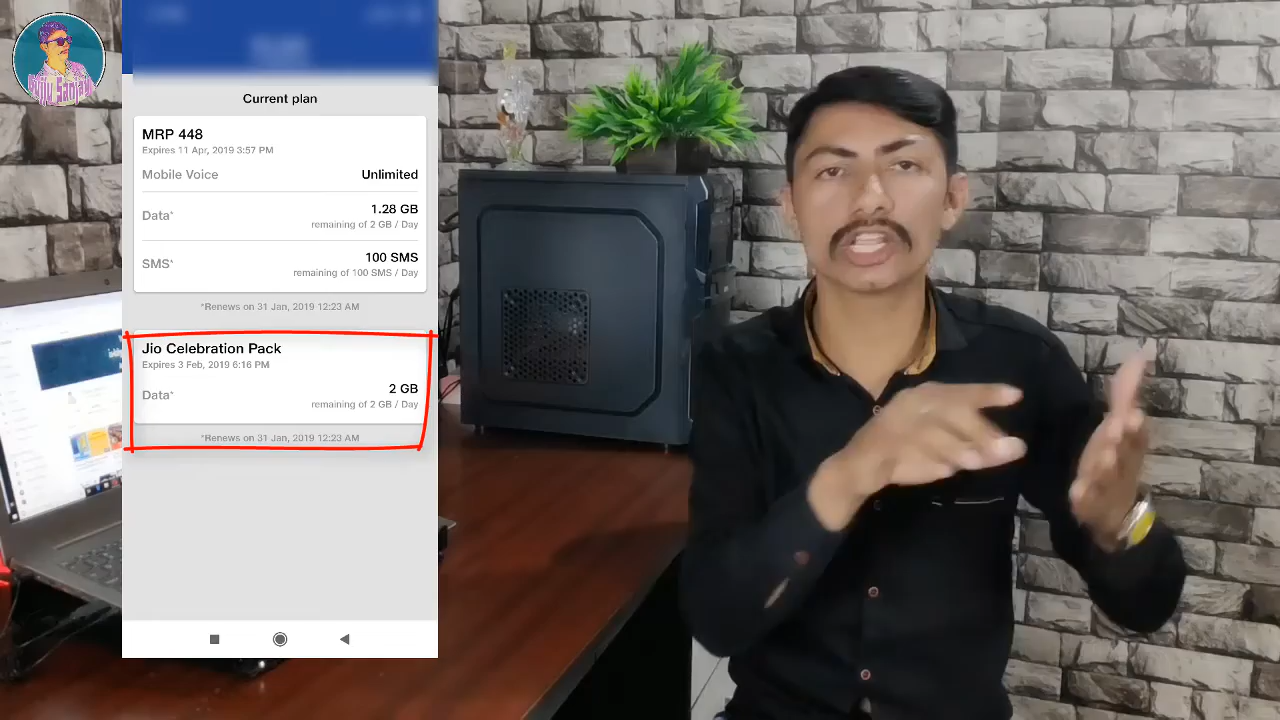 Current plan
MRP 448
Expires 11 Apr, 2019 3:57 PM
Mobile Voice Unlimited
Data* 1.28 GB
remaining of 2 GB / Day
SMS* 100 SMS
remaining of 100 SMS / Day
*Renews on 31 Jan, 2019 12:23 AM
Jio Celebration Pack
Expires 3 Feb, 2019 6:16 PM
Data* 2 GB
remaining of 2 GB / Day
*Renews on 31 Jan, 2019 12:23 AM